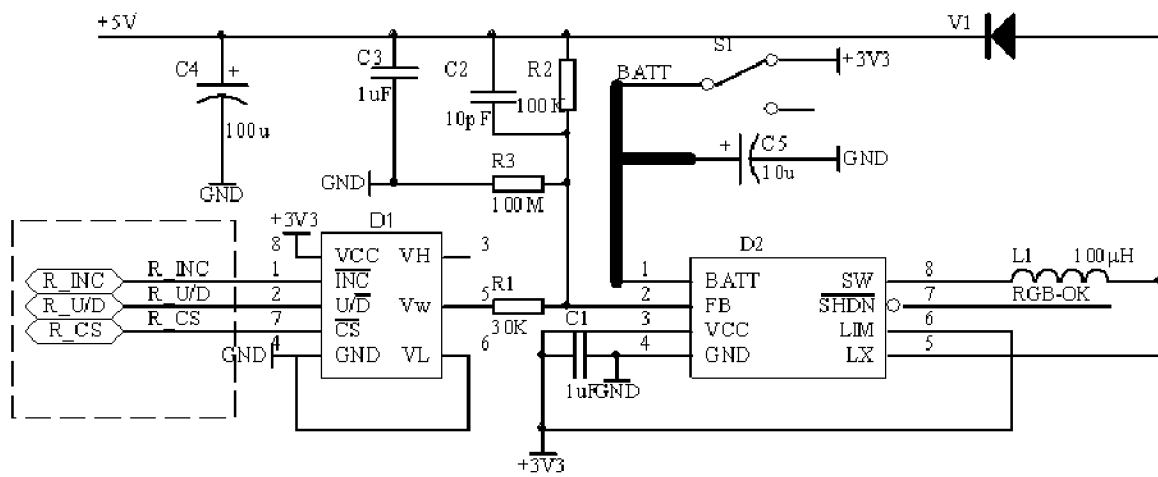 +5V
V1
S1
C4
+
100u
GND
C3
1uF
C2
10pF
R2
100K
BATT
+3V3
+
C5
10u
GND
GND
R3
100M
+3V3
D1
D2
8
VCC
VH
3
R_INC
R_INC
1
INC
R_U/D
R_U/D
2
U/D
Vw
5
R1
30K
R_CS
R_CS
7
CS
GND
4
GND
VL
6
1
BATT
SW
8
L1
100μH
2
FB
SHDN
7
RGB-OK
C1
3
VCC
LIM
6
4
GND
LX
5
1uF
GND
+3V3